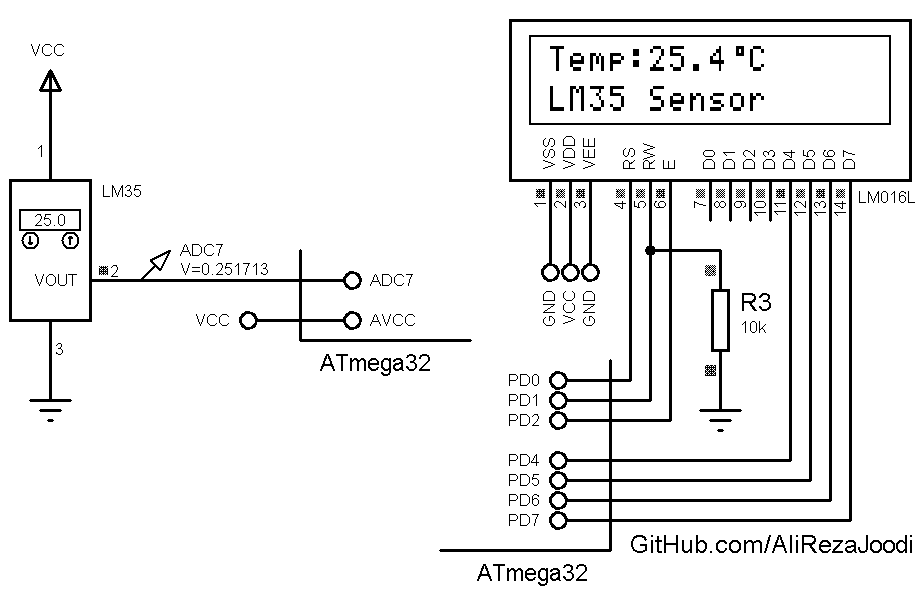 VCC
1
LM35
25.0
VOUT
2
ADC7
V=0.251713
ADC7
VCC
AVCC
3
ATmega32
Temp:25.4°C
LM35 Sensor
VSS
VDD
VEE
RS
RW
E
D0
D1
D2
D3
D4
D5
D6
D7
1
2
3
4
5
6
7
8
9
10
11
12
13
14
LM016L
GND
VCC
GND
R3
10k
PD0
PD1
PD2
PD4
PD5
PD6
PD7
GitHub.com/AliRezaJoodi
ATmega32